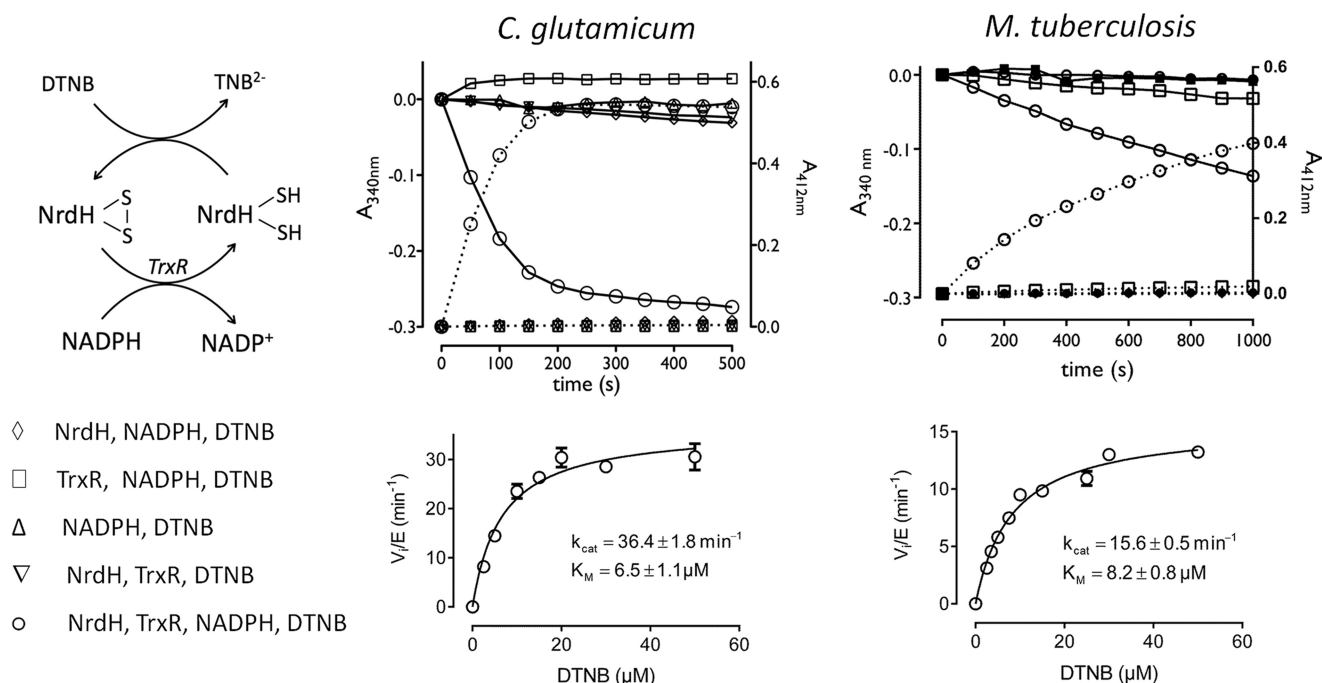 C. glutamicum
M. tuberculosis
DTNB
TNB2-
NrdH
S
S
NrdH
SH
SH
TrxR
NADPH
NADP+
A340nm
0.0
-0.1
-0.2
-0.3
0.6
0.4
0.2
0.0
A412nm
0
100
200
300
400
500
time (s)
A340 nm
0.0
-0.1
-0.2
-0.3
0.6
0.4
0.2
0.0
A412nm
0
200
400
600
800
1000
time (s)
NrdH, NADPH, DTNB
TrxR, NADPH, DTNB
NADPH, DTNB
NrdH, TrxR, DTNB
NrdH, TrxR, NADPH, DTNB
Vi/E (min–1)
30
20
10
0
kcat = 36.4 ± 1.8 min–1
KM = 6.5 ± 1.1 µM
0
20
40
60
DTNB (µM)
Vi/E (min-1)
15
10
5
0
kcat = 15.6 ± 0.5 min–1
KM = 8.2 ± 0.8 µM
0
20
40
60
DTNB (µM)